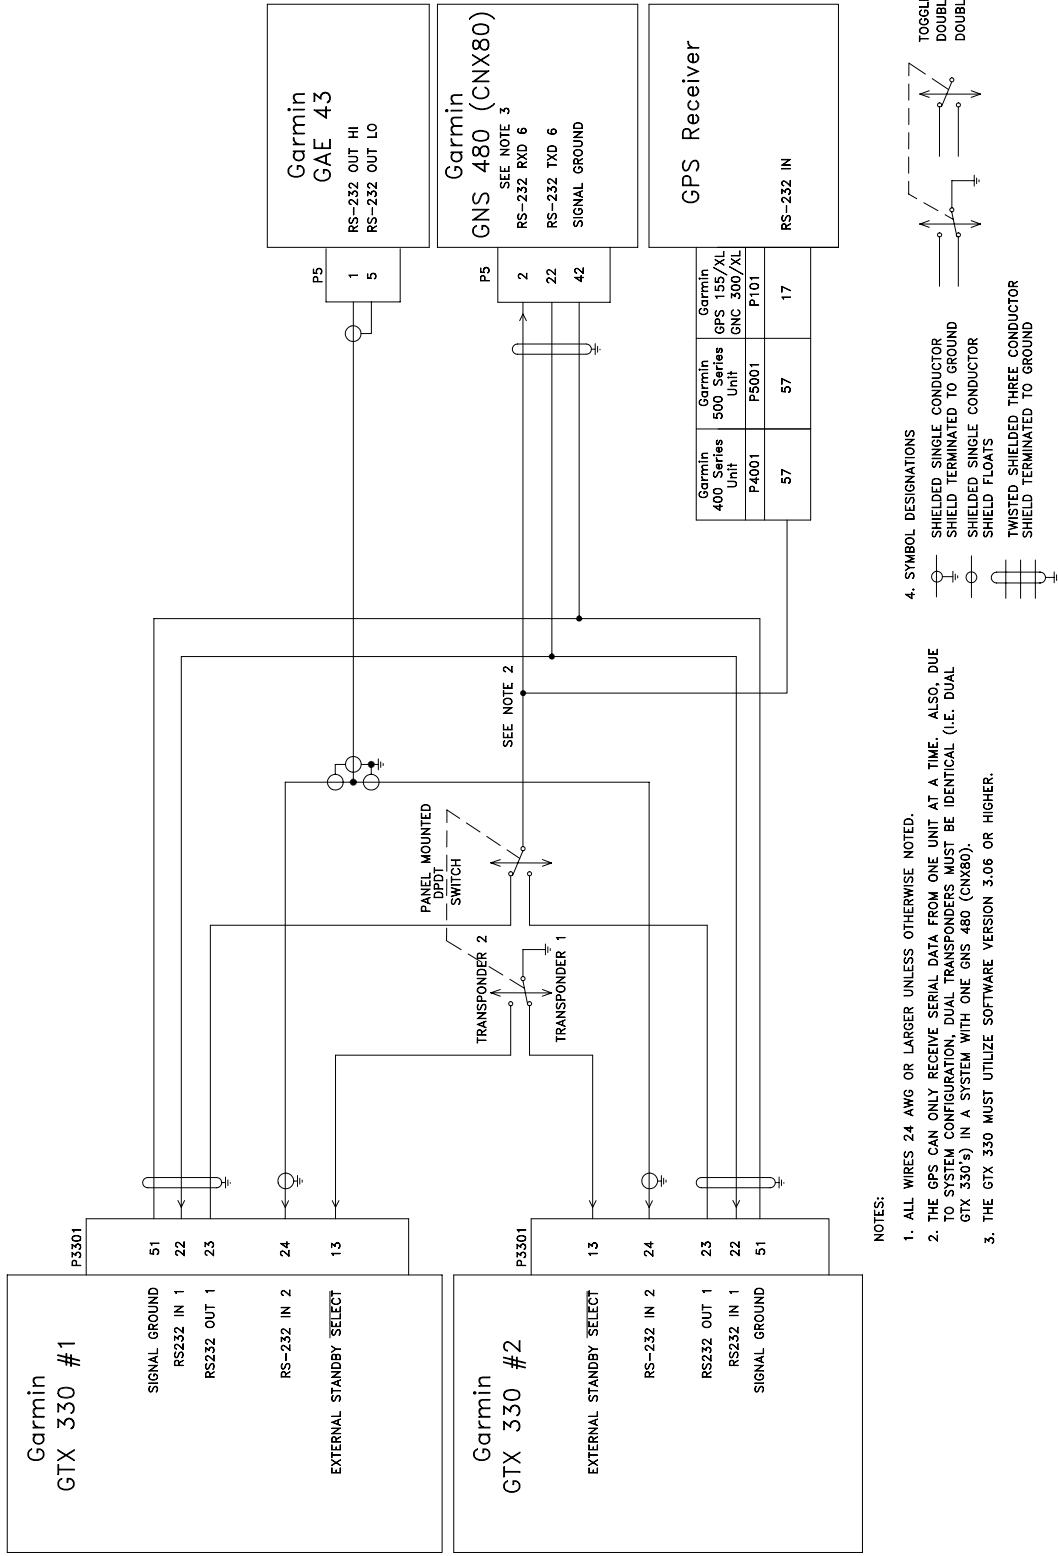 Garmin
GTX 330 #1
P3301
SIGNAL GROUND 51
RS232 IN 1 22
RS232 OUT 1 23
RS-232 IN 2 24
EXTERNAL STANDBY SELECT 13
Garmin
GTX 330 #2
P3301
EXTERNAL STANDBY SELECT 13
RS-232 IN 2 24
RS232 OUT 1 23
RS232 IN 1 22
SIGNAL GROUND 51
PANEL MOUNTED
DPDT
SWITCH
TRANSPONDER 2
TRANSPONDER 1
SEE NOTE 2
Garmin
GAE 43
P5
1 RS-232 OUT HI
5 RS-232 OUT LO
Garmin
GNS 480 (CNX80)
SEE NOTE 3
P5
2 RS-232 RXD 6
22 RS-232 TXD 6
42 SIGNAL GROUND
GPS Receiver
RS-232 IN
Garmin
400 Series
Unit
P4001
57
Garmin
500 Series
Unit
P5001
57
Garmin
GPS 155/XL
GNC 300/XL
P101
17
NOTES:
1. ALL WIRES 24 AWG OR LARGER UNLESS OTHERWISE NOTED.
2. THE GPS CAN ONLY RECEIVE SERIAL DATA FROM ONE UNIT AT A TIME. ALSO, DUE
TO SYSTEM CONFIGURATION, DUAL TRANSPONDERS MUST BE IDENTICAL (I.E. DUAL
GTX 330's) IN A SYSTEM WITH ONE GNS 480 (CNX80).
3. THE GTX 330 MUST UTILIZE SOFTWARE VERSION 3.06 OR HIGHER.
4. SYMBOL DESIGNATIONS
SHIELDED SINGLE CONDUCTOR
SHIELD TERMINATED TO GROUND
SHIELDED SINGLE CONDUCTOR
SHIELD FLOATS
TWISTED SHIELDED THREE CONDUCTOR
SHIELD TERMINATED TO GROUND